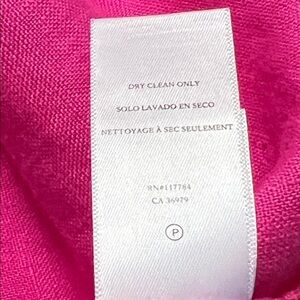 DRY CLEAN ONLY
SOLO LAVADO EN SECO
NETTOYAGE À SEC SEULEMENT
RN#117784
CA 36979
P